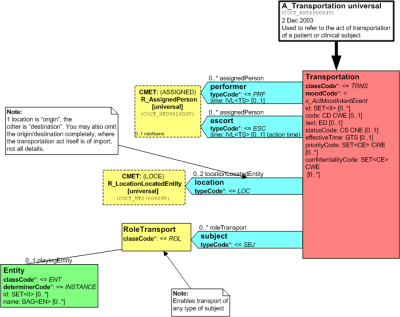 A_Transportation universal
2 Dec 2003
Used to refer to the act of transportation
of a patient or clinical subject
0..* assignedPerson
performer
typeCode*: <= PRF
time: IVL<TS> [0..1]
CMET: (ASSIGNED)
R_AssignedPerson
[universal]
0..1 roleName
0..* assignedPerson
escort
typeCode*: <= ESC
time: IVL<TS> [0..1] (action time)
Transportation
classCode*: <= TRNS
moodCode*: <
x_ActMoodIntentEvent
id: SET<II> [0..*]
code: CD CWE [0..1]
text: ED [0..1]
statusCode: CS CNE [0..1]
effectiveTime: GTS [0..1]
priorityCode: SET<CE> CWE
[0..*]
confidentialityCode: SET<CE>
CWE
[0..*]
Note:
1 location is "origin", the
other is "destination". You may also omit
the origin/destination completely, where
the transportation act itself is of import,
not all details.
0..2 locationLocatedEntity
location
typeCode*: <= LOC
CMET: (LOCE)
R_LocationLocatedEntity
[universal]
RoleTransport
classCode*: <= ROL
0..* roleTransport
subject
typeCode*: <= SBJ
0..1 playingEntity
Entity
classCode*: <= ENT
determinerCode*: <= INSTANCE
id: SET<II> [0..*]
name: BAG<EN> [0..*]
Note:
Enables transport of
any type of subject